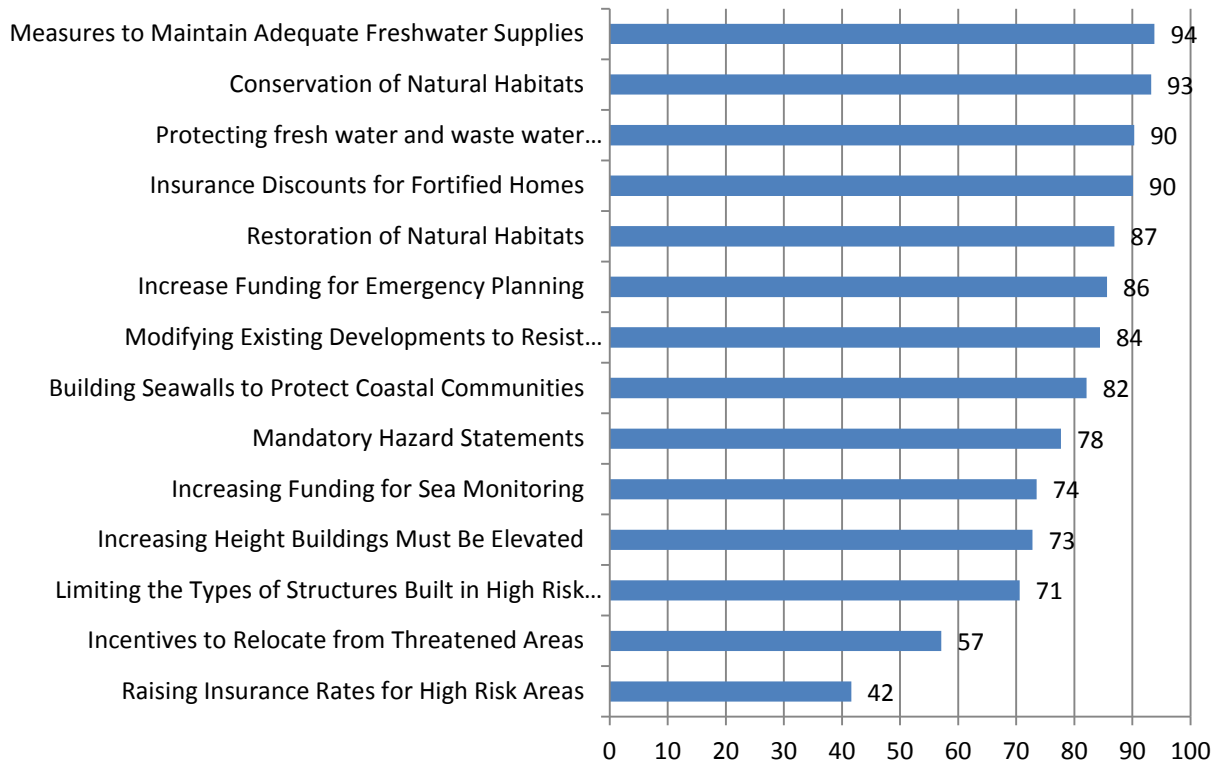 Measures to Maintain Adequate Freshwater Supplies 94
Conservation of Natural Habitats 93
Protecting fresh water and waste water… 90
Insurance Discounts for Fortified Homes 90
Restoration of Natural Habitats 87
Increase Funding for Emergency Planning 86
Modifying Existing Developments to Resist… 84
Building Seawalls to Protect Coastal Communities 82
Mandatory Hazard Statements 78
Increasing Funding for Sea Monitoring 74
Increasing Height Buildings Must Be Elevated 73
Limiting the Types of Structures Built in High Risk… 71
Incentives to Relocate from Threatened Areas 57
Raising Insurance Rates for High Risk Areas 42
0 10 20 30 40 50 60 70 80 90 100